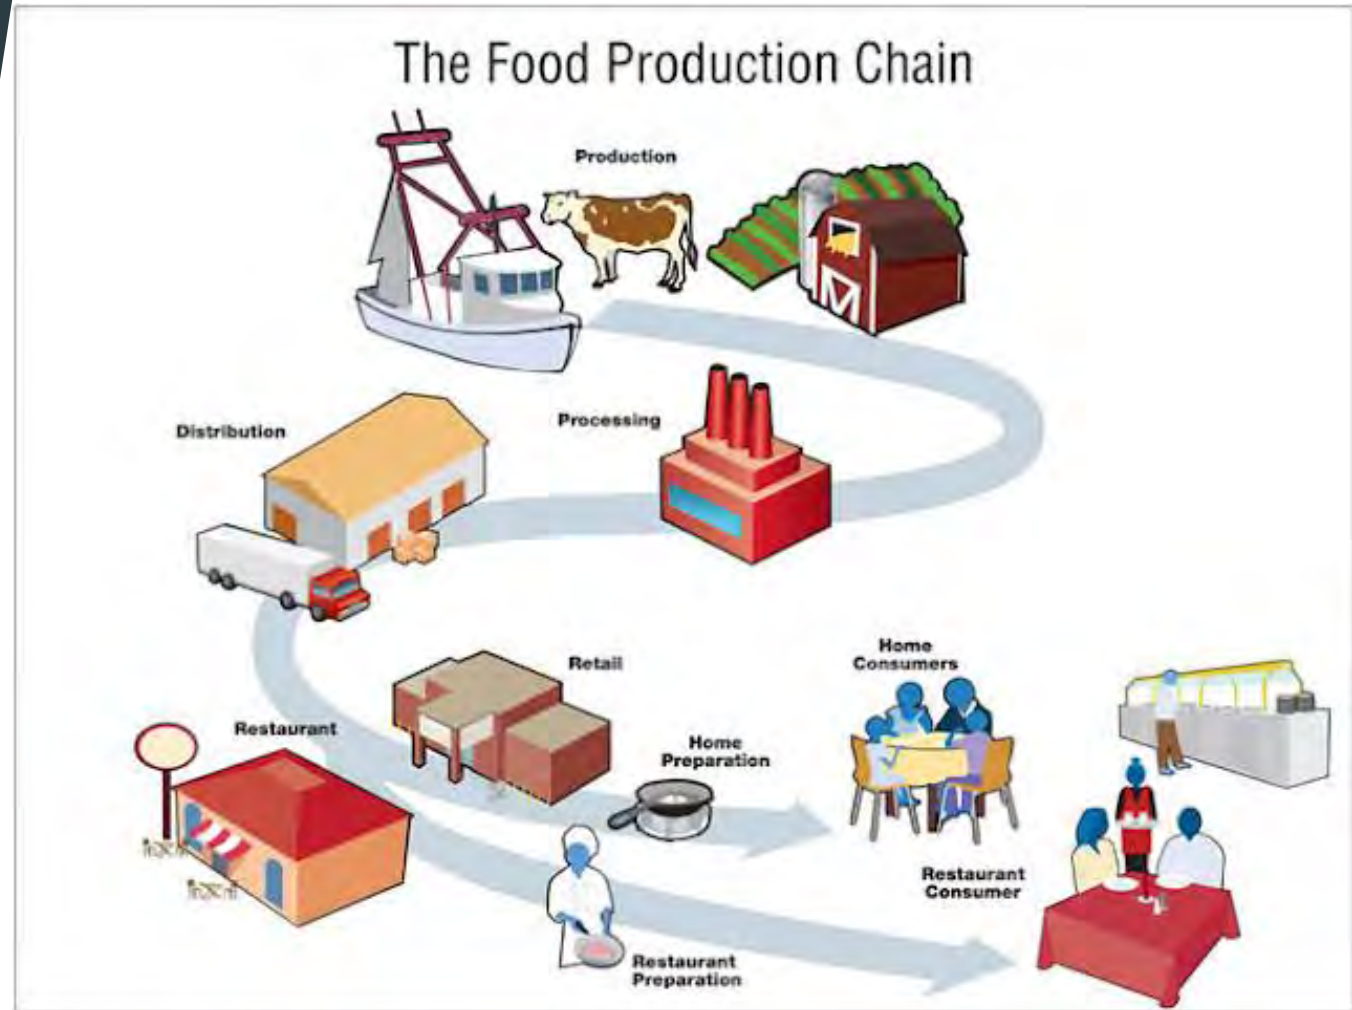 The Food Production Chain
Production
Processing
Distribution
Retail
Home
Consumers
Restaurant
Home
Preparation
Restaurant
Consumer
Restaurant
Preparation